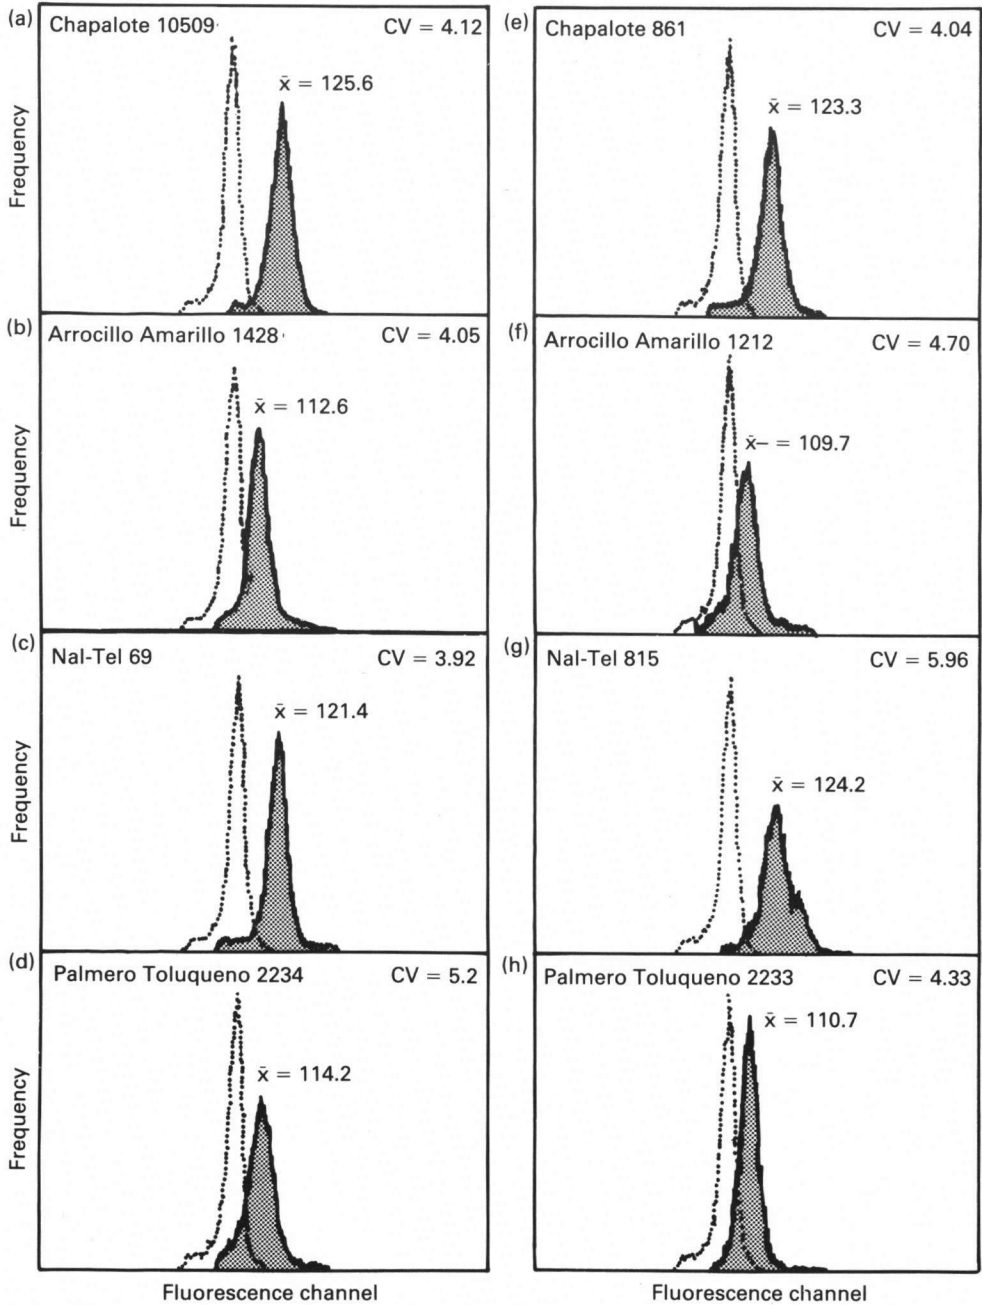 (a) Chapalote 10509 CV = 4.12
x̄ = 125.6
Frequency
(b) Arrocillo Amarillo 1428 CV = 4.05
x̄ = 112.6
Frequency
(c) Nal-Tel 69 CV = 3.92
x̄ = 121.4
Frequency
(d) Palmero Toluqueno 2234 CV = 5.2
x̄ = 114.2
Frequency
Fluorescence channel
(e) Chapalote 861 CV = 4.04
x̄ = 123.3
(f) Arrocillo Amarillo 1212 CV = 4.70
x̄– = 109.7
(g) Nal-Tel 815 CV = 5.96
x̄ = 124.2
(h) Palmero Toluqueno 2233 CV = 4.33
x̄ = 110.7
Fluorescence channel